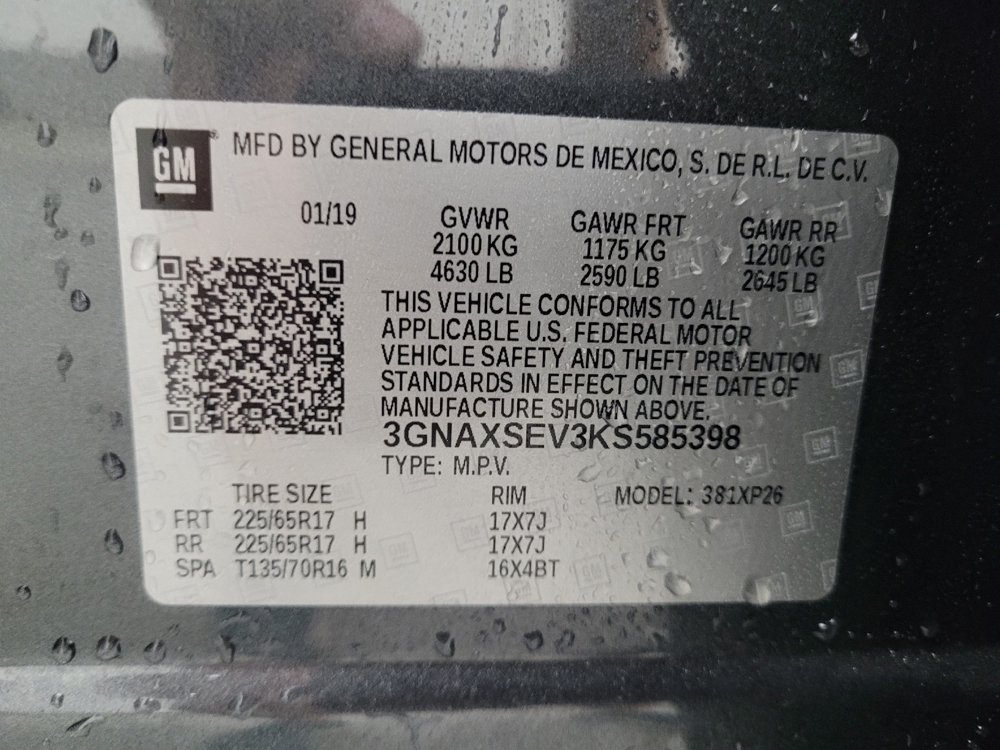 GM® MFD BY GENERAL MOTORS DE MEXICO, S. DE R.L. DE C.V.
01/19 GVWR GAWR FRT GAWR RR
2100 KG 1175 KG 1200 KG
4630 LB 2590 LB 2645 LB
THIS VEHICLE CONFORMS TO ALL
APPLICABLE U.S. FEDERAL MOTOR
VEHICLE SAFETY AND THEFT PREVENTION
STANDARDS IN EFFECT ON THE DATE OF
MANUFACTURE SHOWN ABOVE.
3GNAXSEV3KS585398
TYPE: M.P.V.
TIRE SIZE RIM MODEL: 381XP26
FRT 225/65R17 H 17X7J
RR 225/65R17 H 17X7J
SPA T135/70R16 M 16X4BT